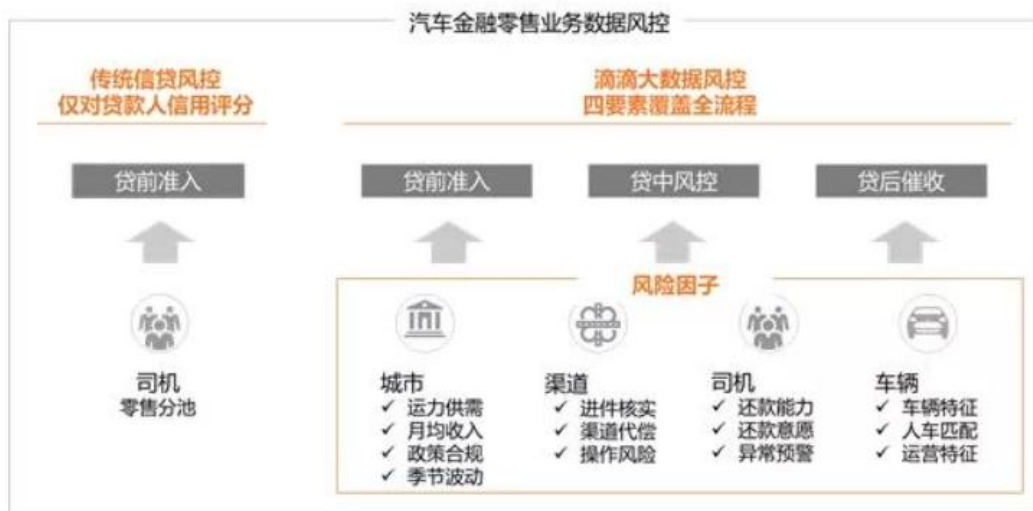 汽车金融零售业务数据风控
传统信贷风控
仅对贷款人信用评分
滴滴大数据风控
四要素覆盖全流程
贷前准入
贷前准入
贷中风控
贷后催收
风险因子
司机
零售分池
城市
✓ 运力供需
✓ 月均收入
✓ 政策合规
✓ 季节波动
渠道
✓ 进件核实
✓ 渠道代偿
✓ 操作风险
司机
✓ 还款能力
✓ 还款意愿
✓ 异常预警
车辆
✓ 车辆特征
✓ 人车匹配
✓ 运营特征